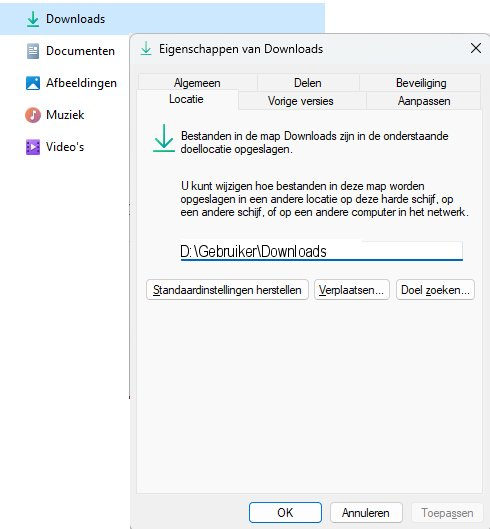 Downloads
Documenten
Afbeeldingen
Muziek
Video's
Eigenschappen van Downloads
Algemeen Delen Beveiliging
Locatie Vorige versies Aanpassen
Bestanden in de map Downloads zijn in de onderstaande
doellocatie opgeslagen.
U kunt wijzigen hoe bestanden in deze map worden
opgeslagen in een andere locatie op deze harde schijf, op
een andere schijf, of op een andere computer in het netwerk.
D:\Gebruiker\Downloads
Standaardinstellingen herstellen Verplaatsen... Doel zoeken...
OK Annuleren Toepassen